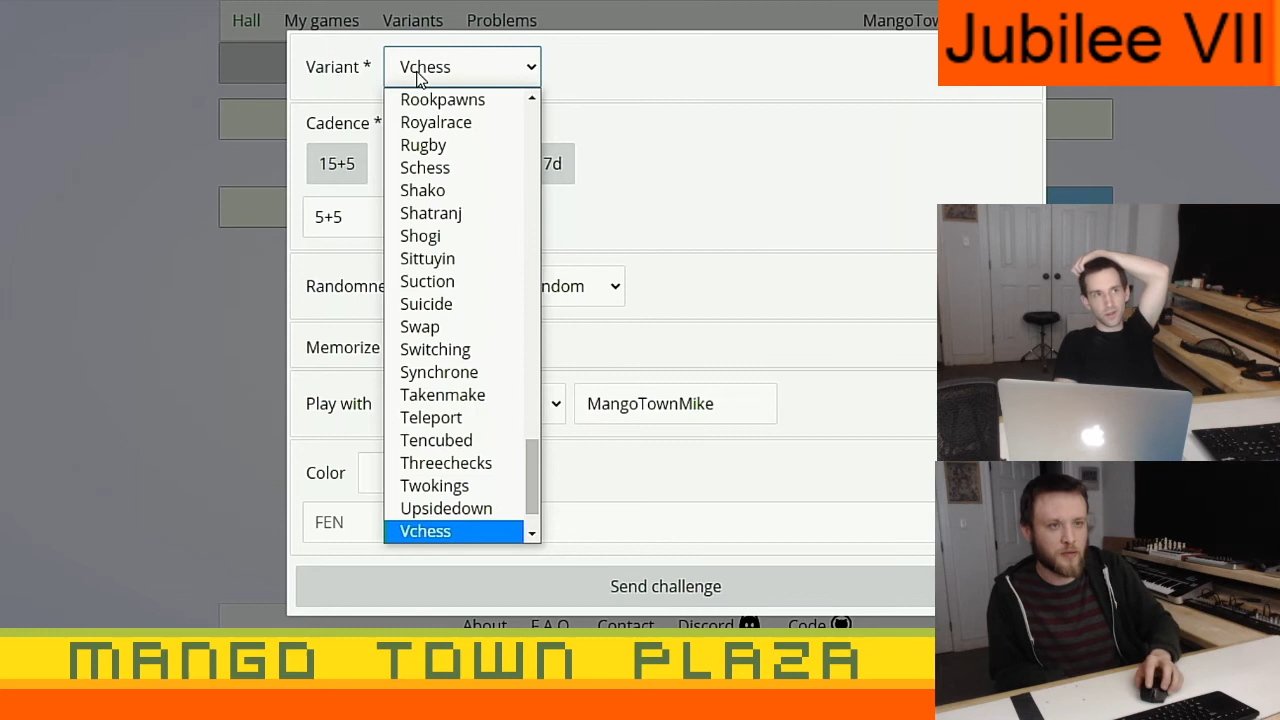 Hall My games Variants Problems MangoTow
Jubilee VII
Variant * Vchess
Rookpawns
Royalrace
Rugby
Schess
Shako
Shatranj
Shogi
Sittuyin
Suction
Suicide
Swap
Switching
Synchrone
Takenmake
Teleport
Tencubed
Threechecks
Twokings
Upsidedown
Vchess
Cadence *
15+5 7d
5+5
Randomne ndom
Memorize
Play with MangoTownMike
Color
FEN
Send challenge
About F.A.Q. Contact Discord Code
MANGO TOWN PLAZA